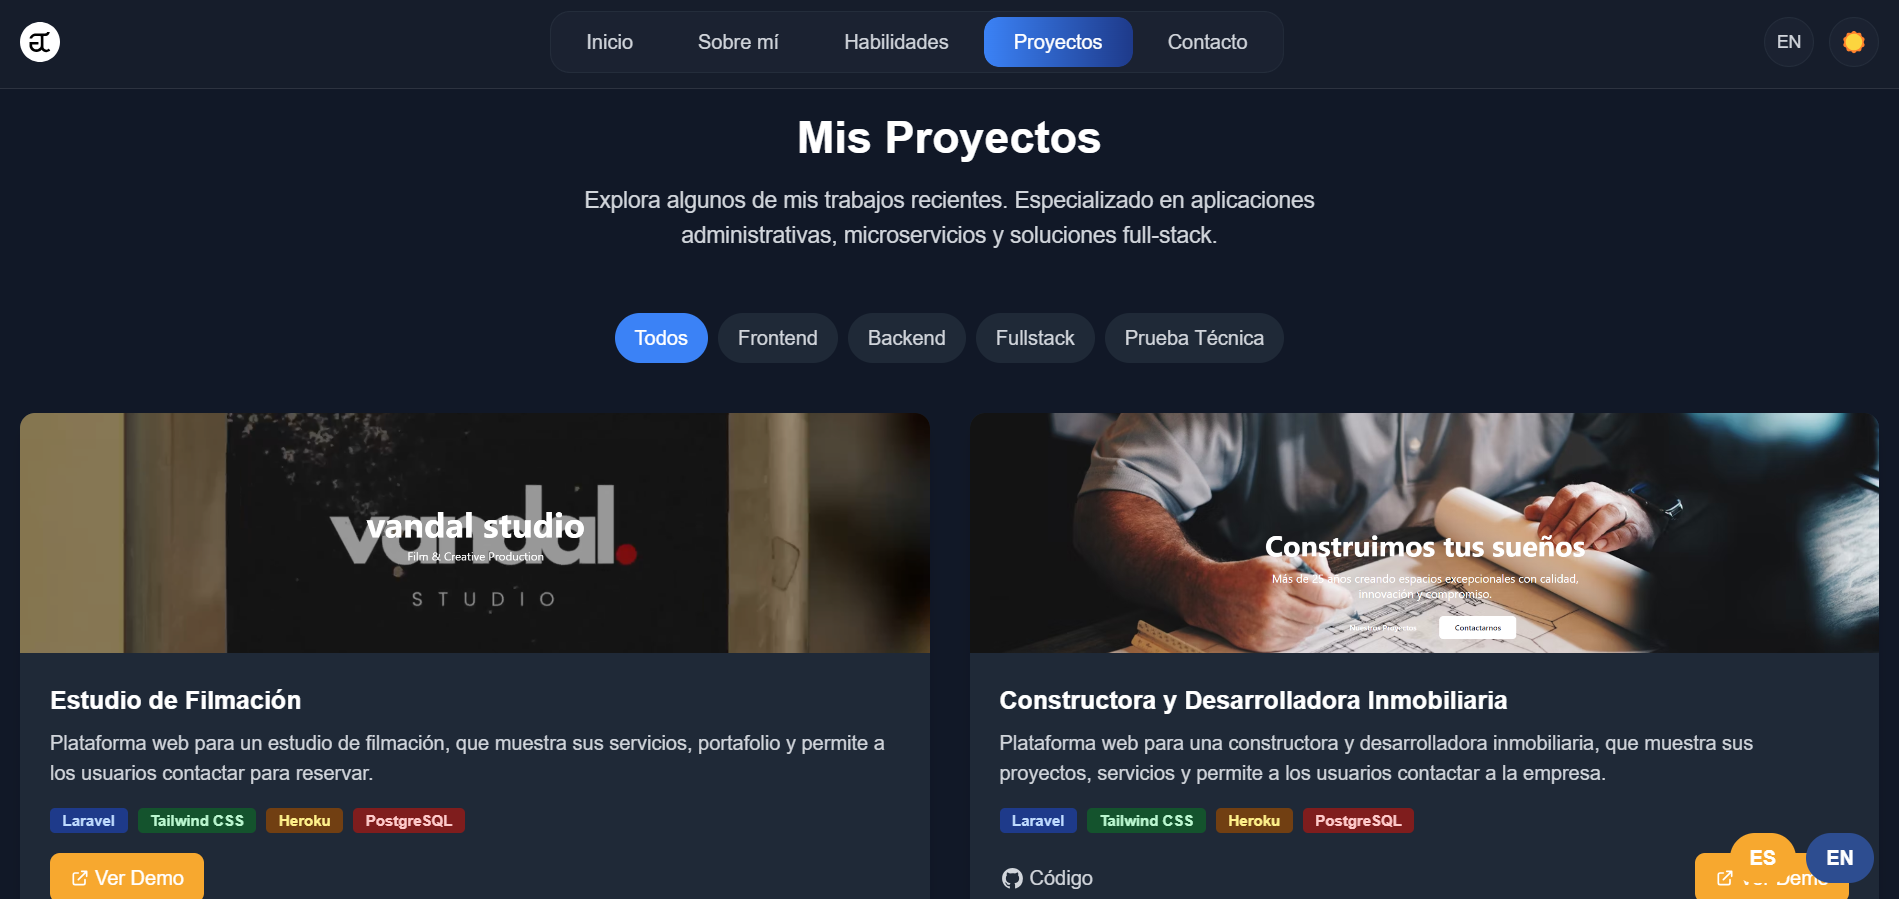 Inicio
Sobre mí
Habilidades
Proyectos
Contacto
EN
Mis Proyectos
Explora algunos de mis trabajos recientes. Especializado en aplicaciones
administrativas, microservicios y soluciones full-stack.
Todos
Frontend
Backend
Fullstack
Prueba Técnica
vandal.
STUDIO
vandal studio
Film & Creative Production
Construimos tus sueños
Más de 25 años creando espacios excepcionales con calidad,
innovación y compromiso.
Nuestros Proyectos
Contactarnos
Estudio de Filmación
Plataforma web para un estudio de filmación, que muestra sus servicios, portafolio y permite a
los usuarios contactar para reservar.
Laravel
Tailwind CSS
Heroku
PostgreSQL
Ver Demo
Constructora y Desarrolladora Inmobiliaria
Plataforma web para una constructora y desarrolladora inmobiliaria, que muestra sus
proyectos, servicios y permite a los usuarios contactar a la empresa.
Laravel
Tailwind CSS
Heroku
PostgreSQL
Código
Ver Demo
ES
EN